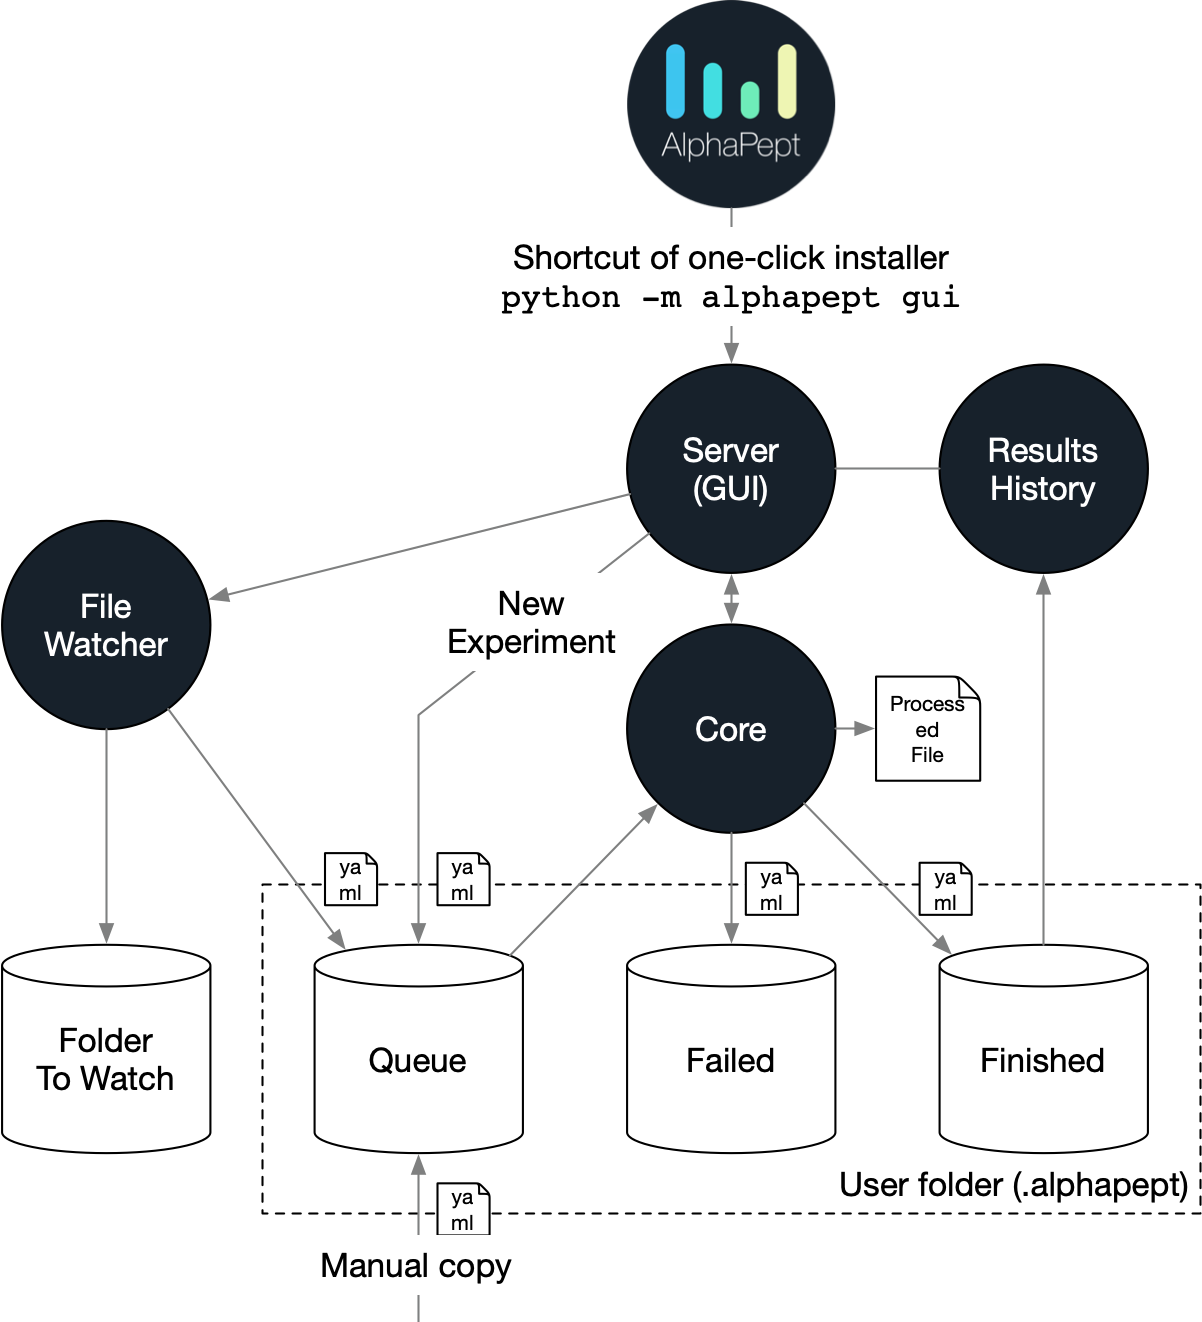 AlphaPept
Shortcut of one-click installer
python -m alphapept gui
Server
(GUI)
Results
History
File
Watcher
New
Experiment
Core
Process
ed
File
ya
ml
ya
ml
ya
ml
ya
ml
Folder
To Watch
Queue
Failed
Finished
User folder (.alphapept)
ya
ml
Manual copy